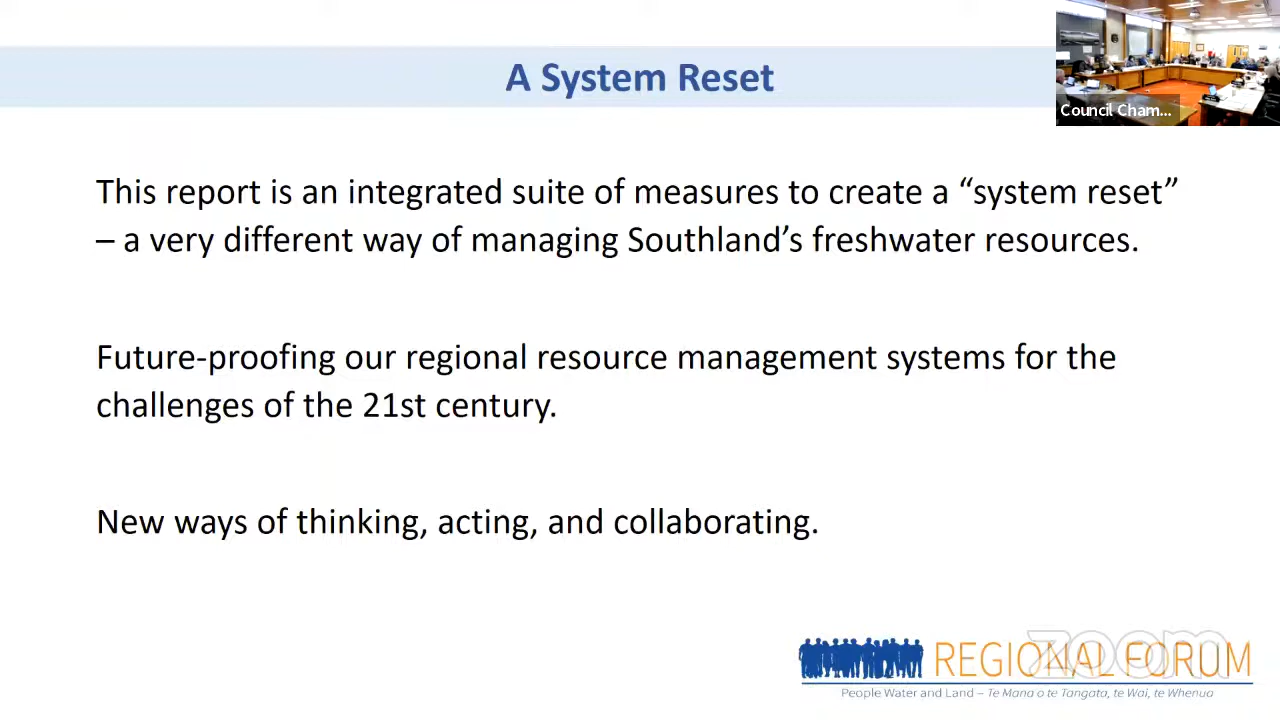 A System Reset
Council Cham...
This report is an integrated suite of measures to create a “system reset”
– a very different way of managing Southland’s freshwater resources.
Future-proofing our regional resource management systems for the
challenges of the 21st century.
New ways of thinking, acting, and collaborating.
REGIONAL FORUM
zoom
People Water and Land – Te Mana o te Tangata, te Wai, te Whenua